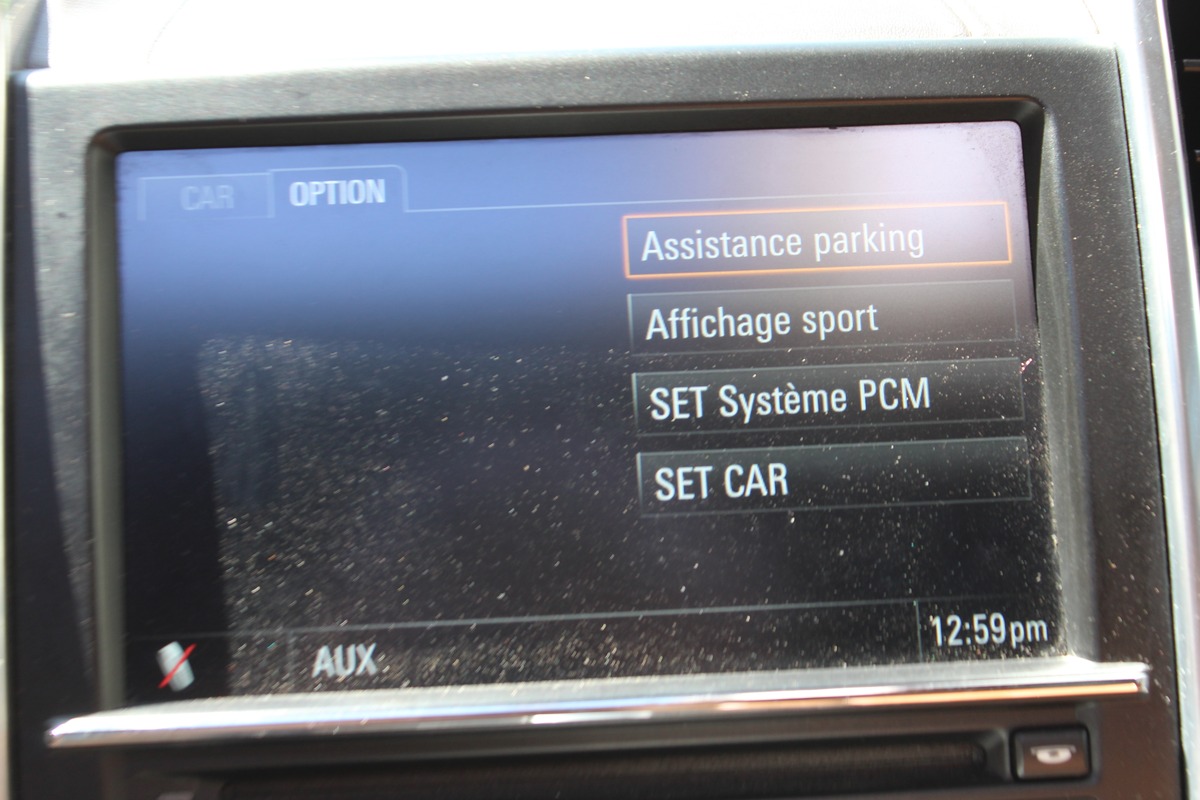 CAR
OPTION
Assistance parking
Affichage sport
SET Système PCM
SET CAR
AUX
12:59pm